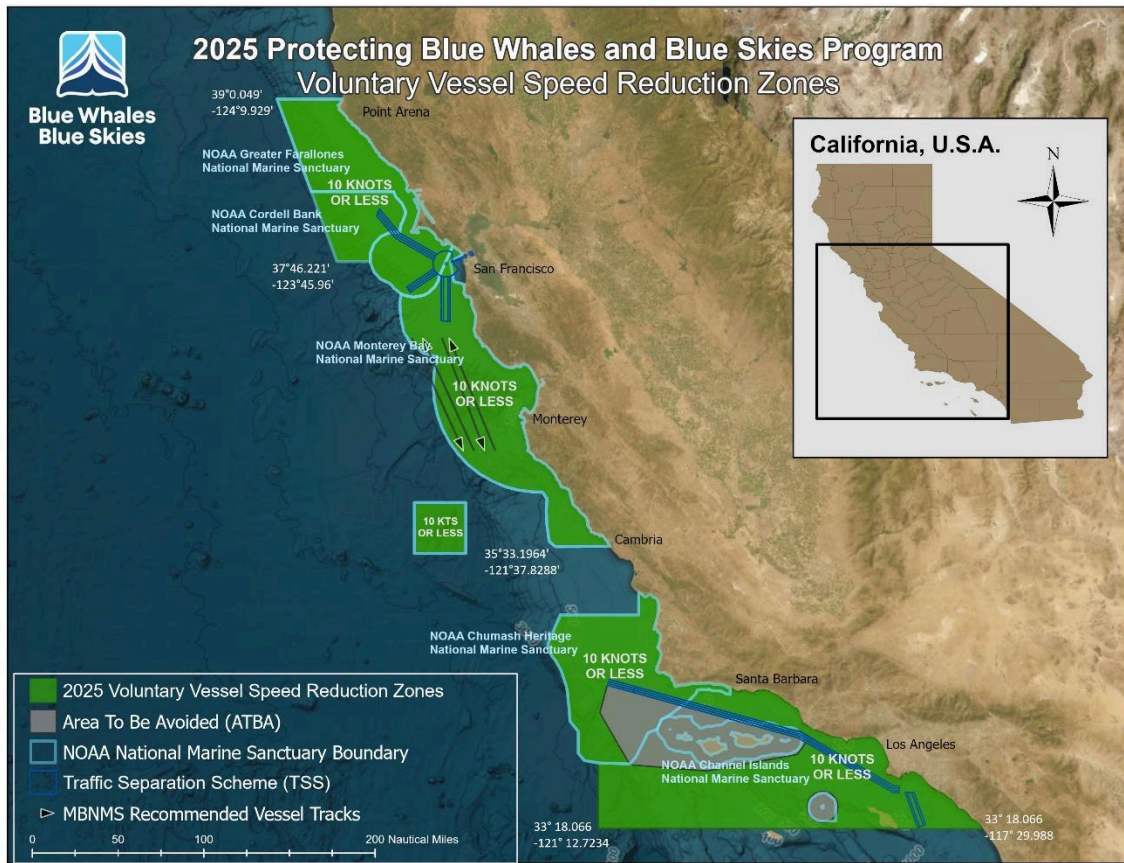 2025 Protecting Blue Whales and Blue Skies Program
Voluntary Vessel Speed Reduction Zones
Blue Whales
Blue Skies
39°0.049'
-124°9.929'
Point Arena
NOAA Greater Farallones
National Marine Sanctuary
10 KNOTS
OR LESS
NOAA Cordell Bank
National Marine Sanctuary
37°46.221'
-123°45.96'
San Francisco
NOAA Monterey Bay
National Marine Sanctuary
10 KNOTS
OR LESS
Monterey
10 KTS
OR LESS
35°33.1964'
-121°37.8288'
Cambria
NOAA Chumash Heritage
National Marine Sanctuary
10 KNOTS
OR LESS
Santa Barbara
Los Angeles
NOAA Channel Islands
National Marine Sanctuary
10 KNOTS
OR LESS
33° 18.066
-121° 12.7234
33° 18.066
-117° 29.988
California, U.S.A.
N
2025 Voluntary Vessel Speed Reduction Zones
Area To Be Avoided (ATBA)
NOAA National Marine Sanctuary Boundary
Traffic Separation Scheme (TSS)
MBNMS Recommended Vessel Tracks
0 50 100 200 Nautical Miles